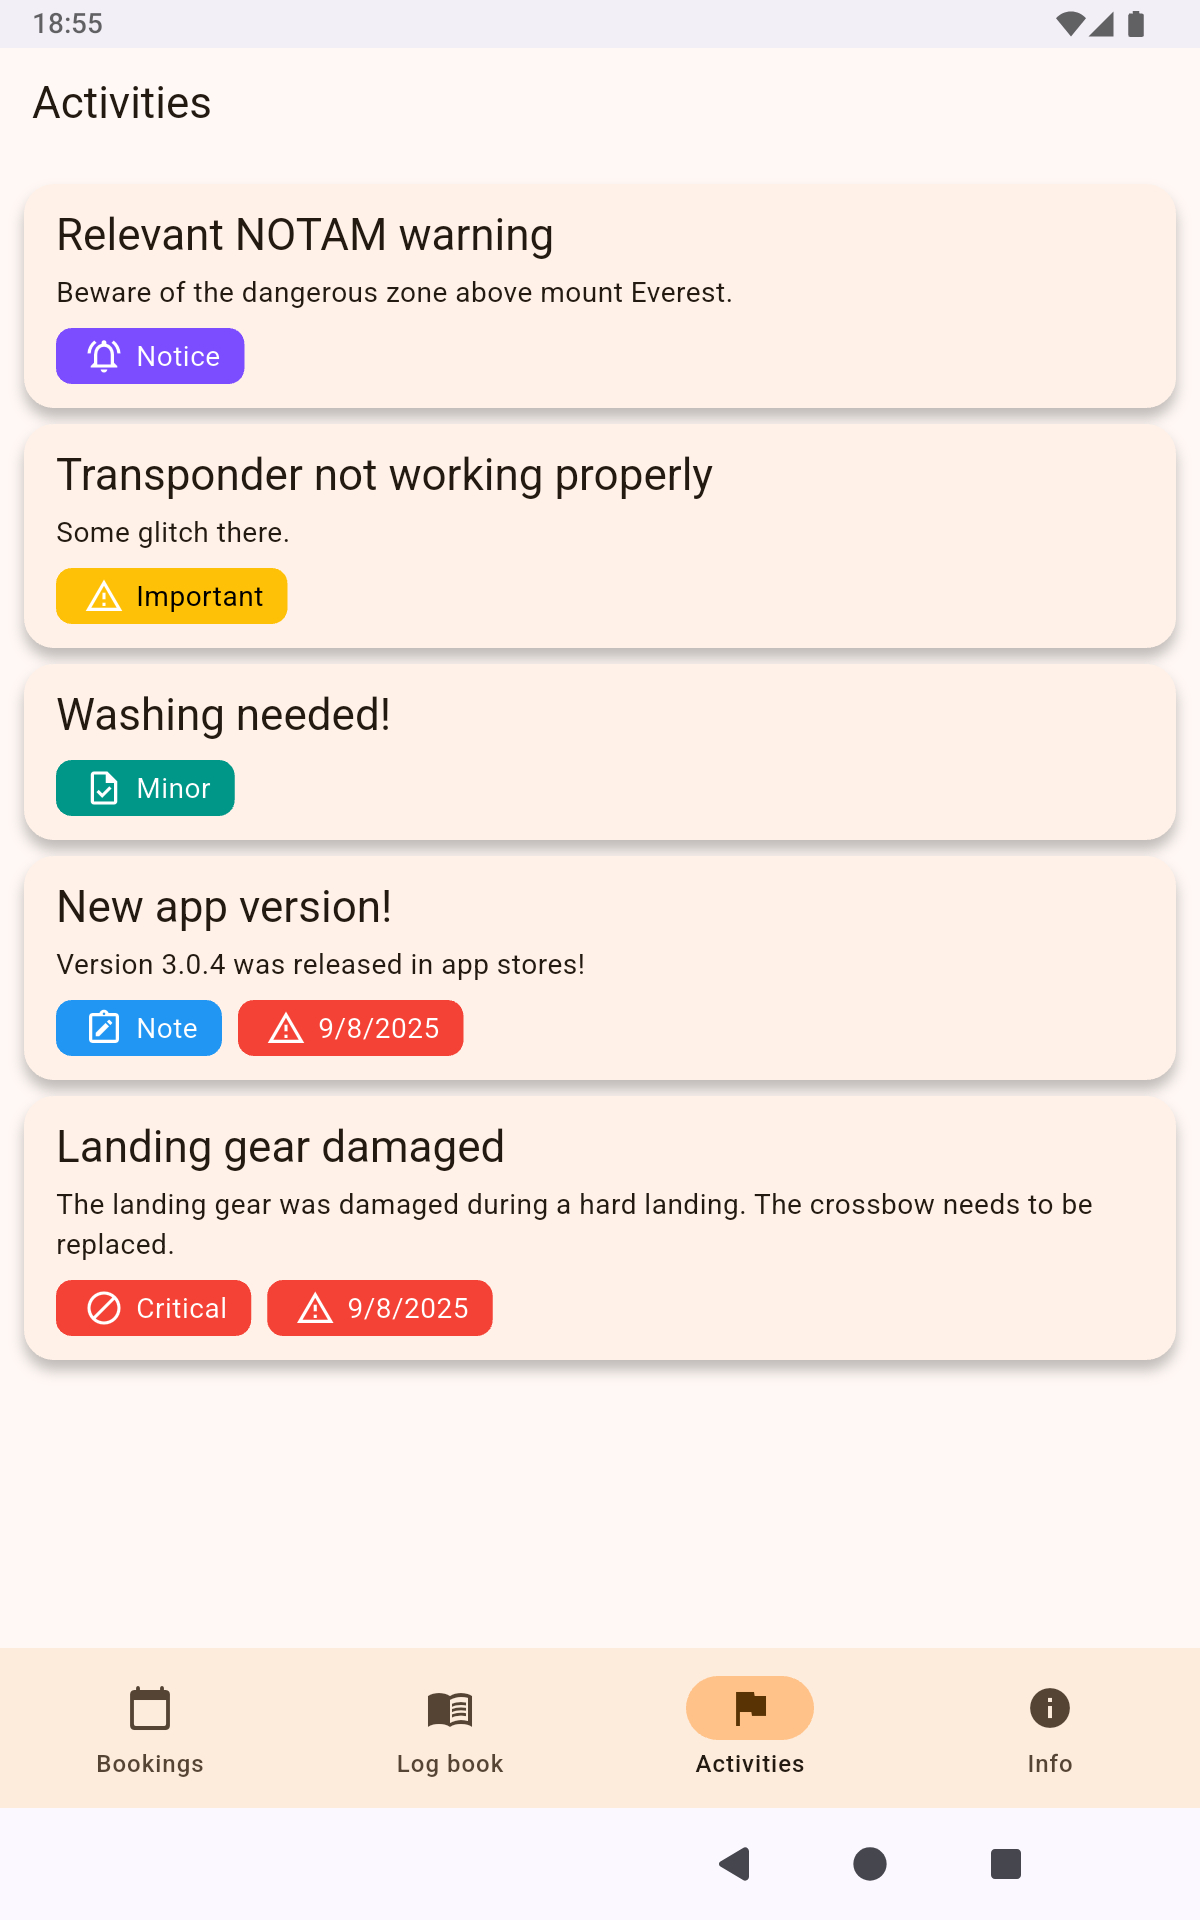 18:55
Activities
Relevant NOTAM warning
Beware of the dangerous zone above mount Everest.
Notice
Transponder not working properly
Some glitch there.
Important
Washing needed!
Minor
New app version!
Version 3.0.4 was released in app stores!
Note 9/8/2025
Landing gear damaged
The landing gear was damaged during a hard landing. The crossbow needs to be
replaced.
Critical 9/8/2025
Bookings Log book Activities Info